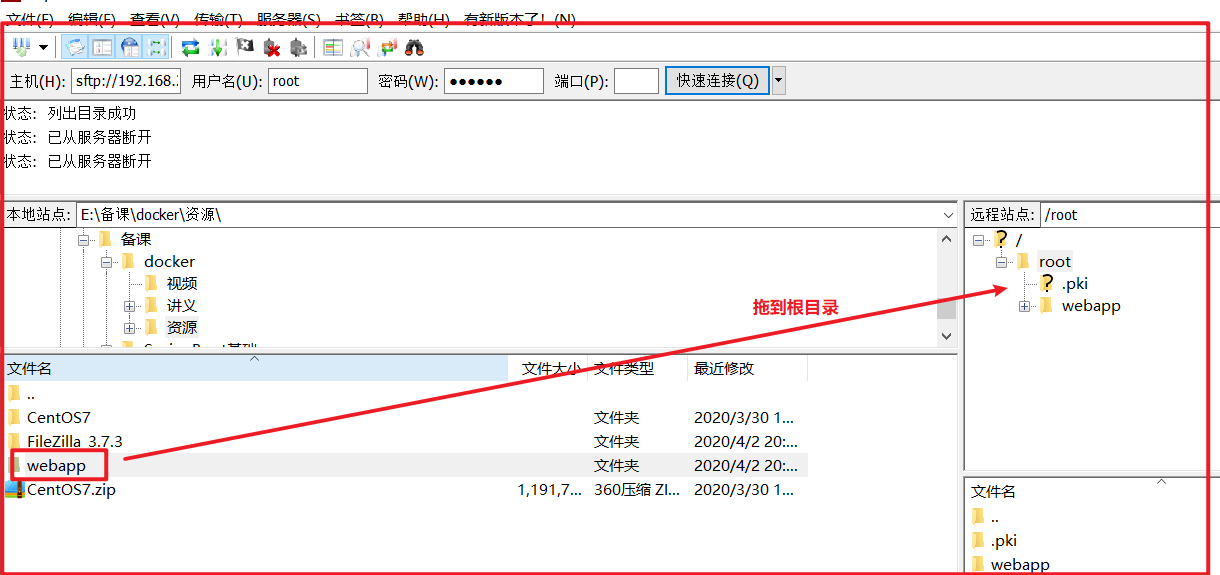 文件(F) 编辑(E) 查看(V) 传输(T) 服务器(S) 书签(B) 帮助(H) 有新版本了! (N)
主机(H): sftp://192.168. 用户名(U): root 密码(W): ●●●●●● 端口(P): 快速连接(Q)
状态: 列出目录成功
状态: 已从服务器断开
状态: 已从服务器断开
本地站点: E:\备课\docker\资源\
备课
docker
视频
讲义
资源
远程站点: /root
/
root
.pki
webapp
拖到根目录
文件名 文件大小 文件类型 最近修改
..
CentOS7 文件夹 2020/3/30 1...
FileZilla_3.7.3 文件夹 2020/4/2 20:...
webapp 文件夹 2020/4/2 20:...
CentOS7.zip 1,191,7... 360压缩 ZI... 2020/3/30 1...
文件名
..
.pki
webapp